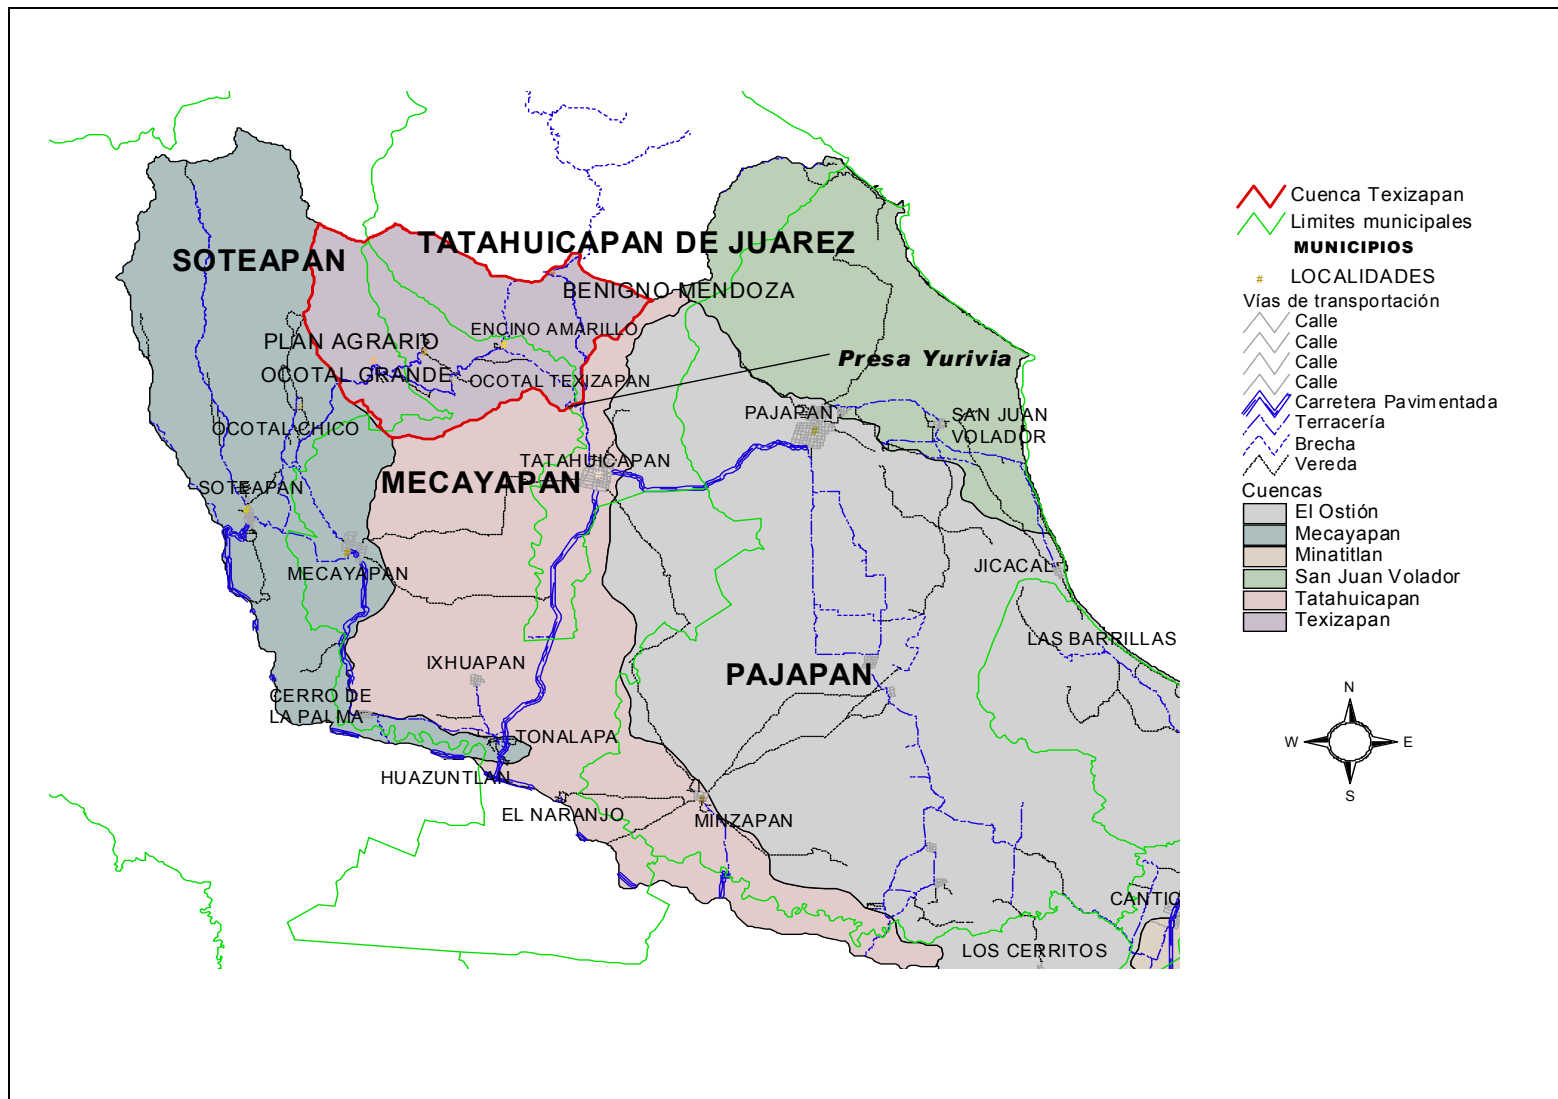 SOTEAPAN
TATAHUICAPAN DE JUAREZ
BENIGNO MENDOZA
PLAN AGRARIO
ENCINO AMARILLO
OCOTAL GRANDE
OCOTAL TEXIZAPAN
Presa Yurivia
OCOTAL CHICO
PAJAPAN
SAN JUAN
VOLADOR
TATAHUICAPAN
MECAYAPAN
SOTEAPAN
MECAYAPAN
JICACAL
LAS BARRILLAS
IXHUAPAN
PAJAPAN
CERRO DE
LA PALMA
TONALAPA
HUAZUNTLAN
EL NARANJO
MINZAPAN
CANTIC
LOS CERRITOS
Cuenca Texizapan
Limites municipales
MUNICIPIOS
LOCALIDADES
Vías de transportación
Calle
Calle
Calle
Calle
Carretera Pavimentada
Terracería
Brecha
Vereda
Cuencas
El Ostión
Mecayapan
Minatitlan
San Juan Volador
Tatahuicapan
Texizapan
N
W E
S